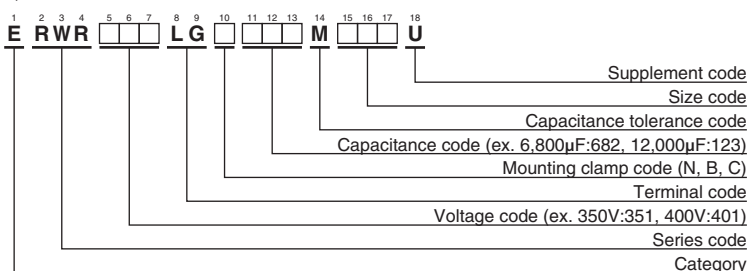 1 2 3 4 5 6 7 8 9 10 11 12 13 14 15 16 17 18
E RWR □□□ LG □ □□□ M □□□ U
Supplement code
Size code
Capacitance tolerance code
Capacitance code (ex. 6,800µF:682, 12,000µF:123)
Mounting clamp code (N, B, C)
Terminal code
Voltage code (ex. 350V:351, 400V:401)
Series code
Category